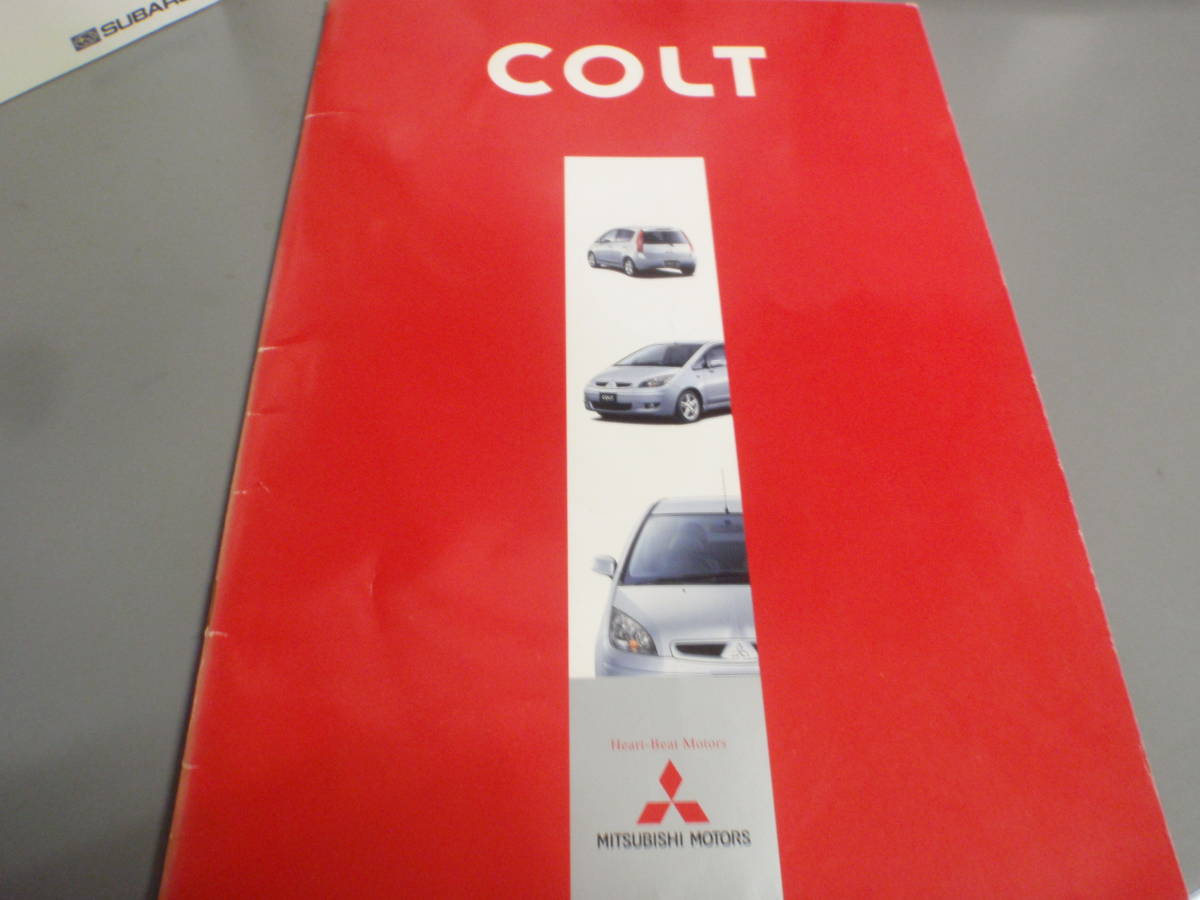 SUBARU
COLT
COLT
Heart-Beat Motors
MITSUBISHI MOTORS